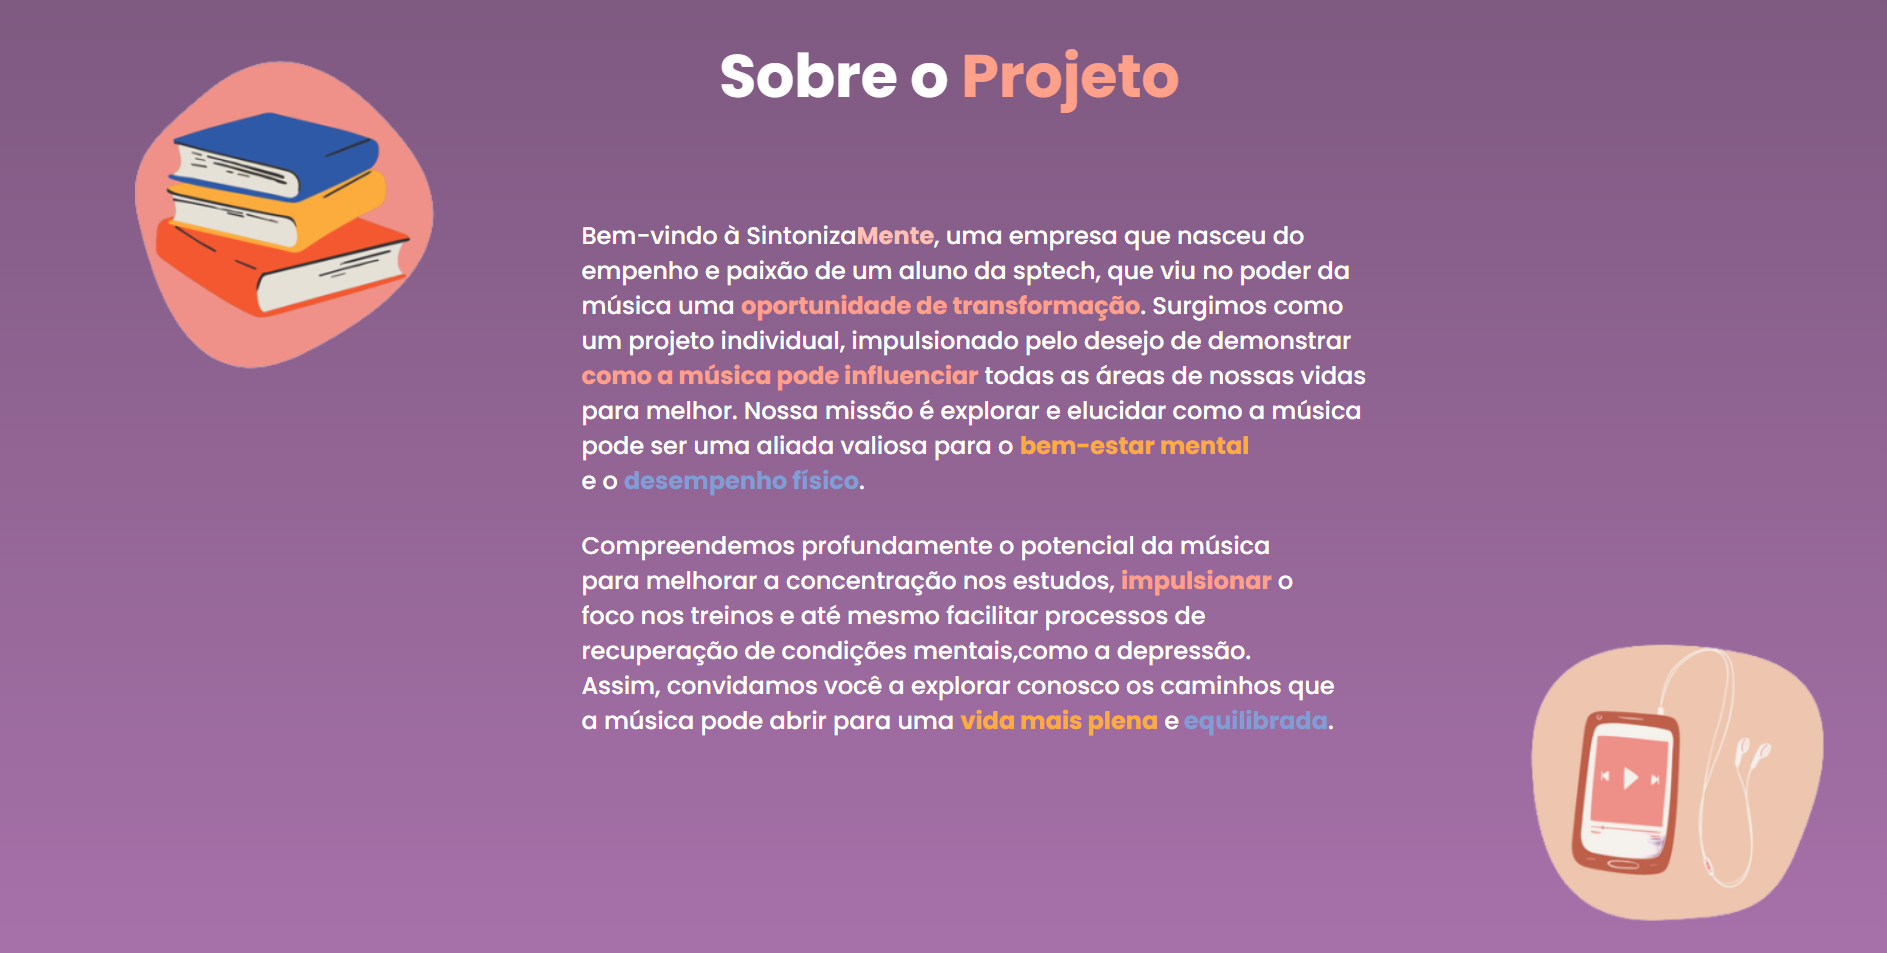 Sobre o Projeto
Bem-vindo à SintonizaMente, uma empresa que nasceu do
empenho e paixão de um aluno da sptech, que viu no poder da
música uma oportunidade de transformação. Surgimos como
um projeto individual, impulsionado pelo desejo de demonstrar
como a música pode influenciar todas as áreas de nossas vidas
para melhor. Nossa missão é explorar e elucidar como a música
pode ser uma aliada valiosa para o bem-estar mental
e o desempenho físico.
Compreendemos profundamente o potencial da música
para melhorar a concentração nos estudos, impulsionar o
foco nos treinos e até mesmo facilitar processos de
recuperação de condições mentais,como a depressão.
Assim, convidamos você a explorar conosco os caminhos que
a música pode abrir para uma vida mais plena e equilibrada.